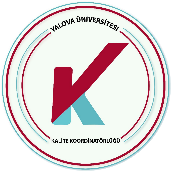 YALOVA ÜNİVERSİTESİ
KALİTE KOORDİNATÖRLÜĞÜ